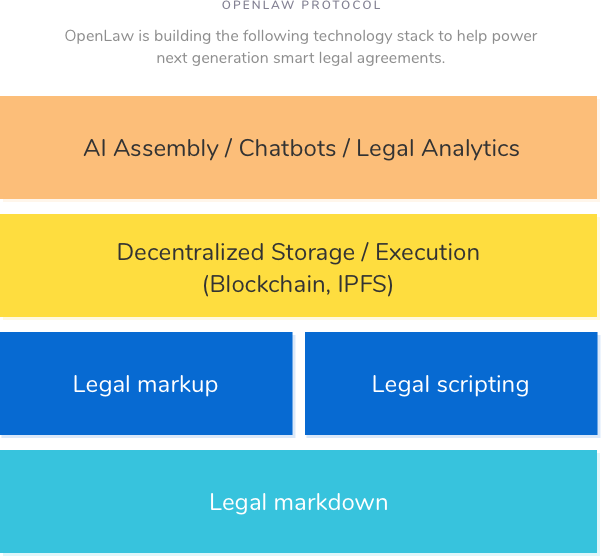 OPENLAW PROTOCOL
OpenLaw is building the following technology stack to help power
next generation smart legal agreements.
AI Assembly / Chatbots / Legal Analytics
Decentralized Storage / Execution
(Blockchain, IPFS)
Legal markup
Legal scripting
Legal markdown